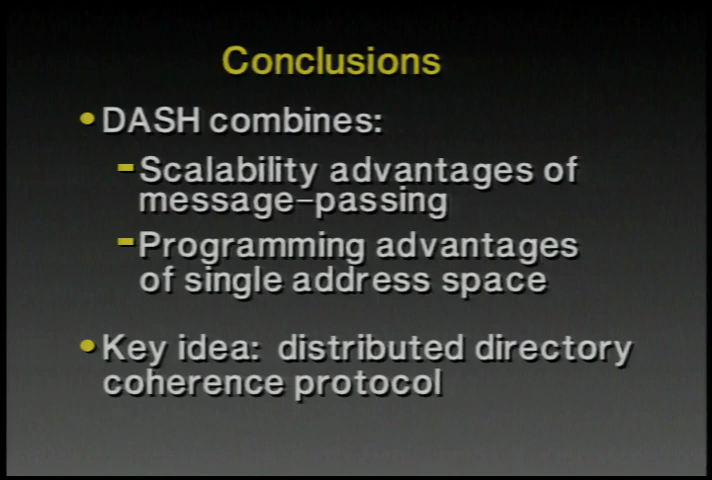 Conclusions
• DASH combines:
- Scalability advantages of
message-passing
- Programming advantages
of single address space
• Key idea: distributed directory
coherence protocol